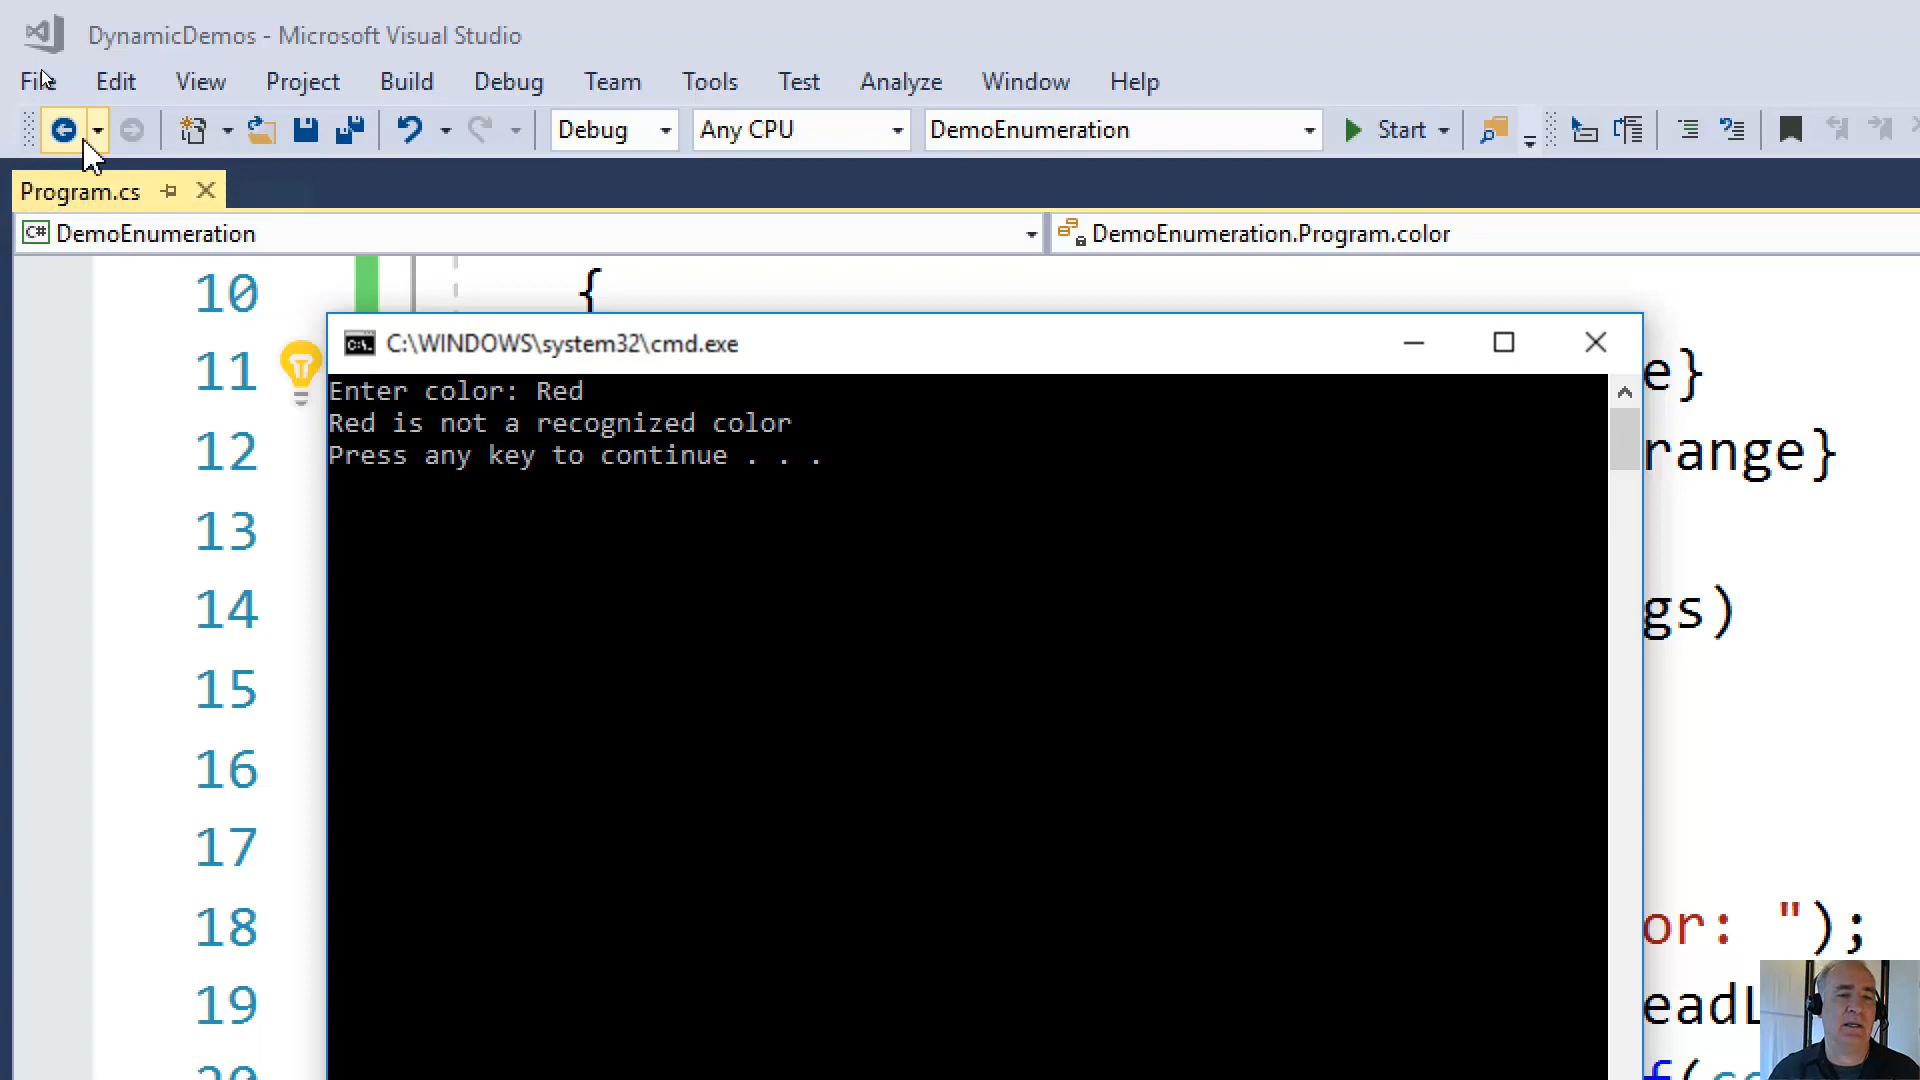 DynamicDemos - Microsoft Visual Studio
File Edit View Project Build Debug Team Tools Test Analyze Window Help
Debug Any CPU DemoEnumeration Start
Program.cs
C# DemoEnumeration DemoEnumeration.Program.color
10 {
C:\WINDOWS\system32\cmd.exe
11 e}
Enter color: Red
Red is not a recognized color
Press any key to continue . . .
12 range}
13
14 gs)
15
16
17
18 or: ");
19 eadL
20 f(co